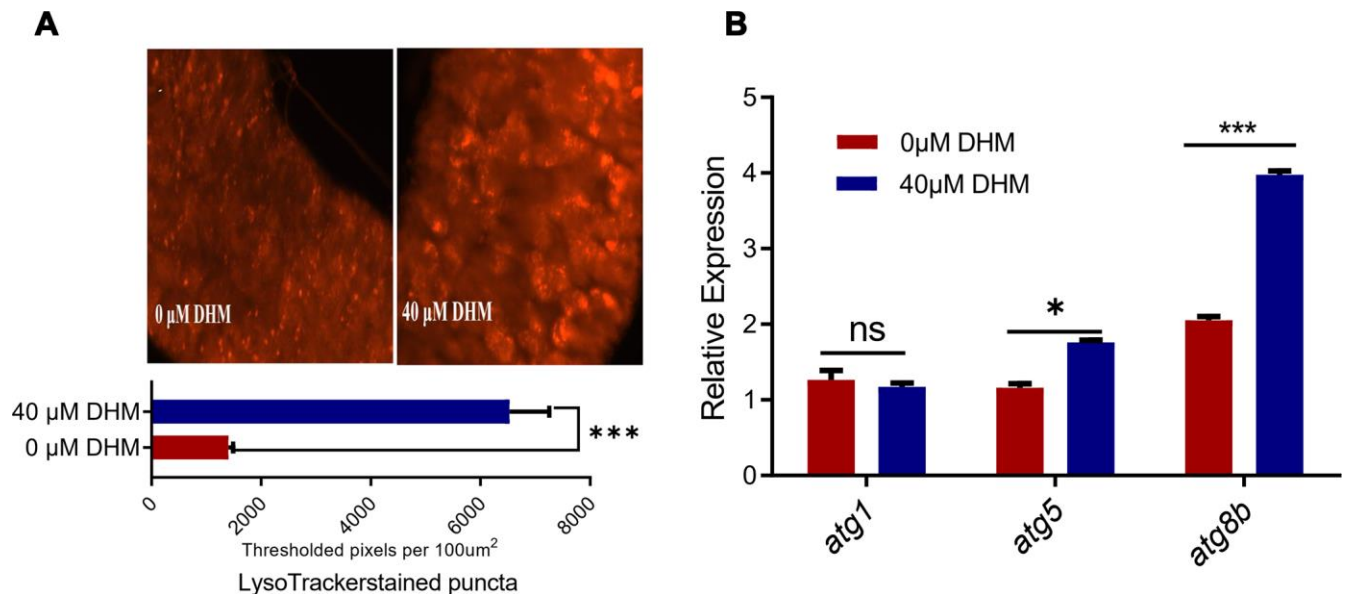 A
0 μM DHM
40 μM DHM
40 μM DHM
0 μM DHM
***
0
2000
4000
6000
8000
Thresholded pixels per 100um²
LysoTrackerstained puncta
B
Relative Expression
5
4
3
2
1
0
0μM DHM
40μM DHM
ns
*
***
atg1
atg5
atg8b